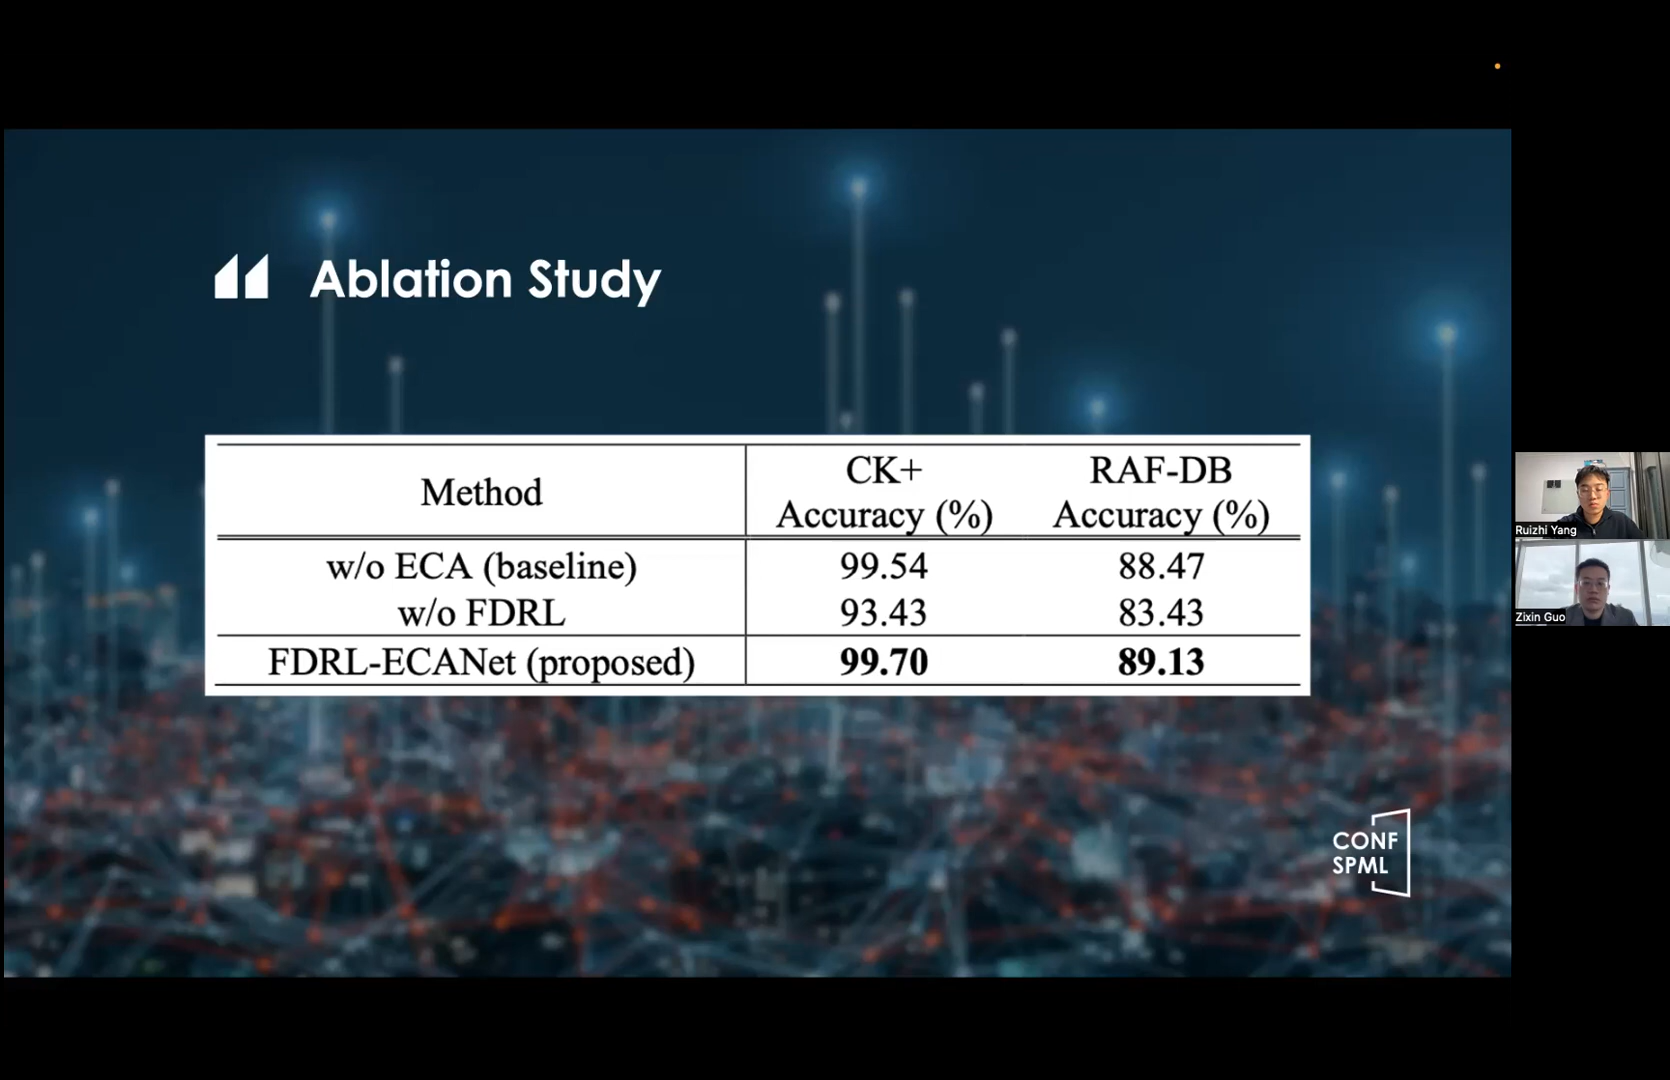 Ablation Study
Method
CK+
Accuracy (%)
RAF-DB
Accuracy (%)
w/o ECA (baseline) 99.54 88.47
w/o FDRL 93.43 83.43
FDRL-ECANet (proposed) 99.70 89.13
CONF
SPML
Ruizhi Yang
Zixin Guo